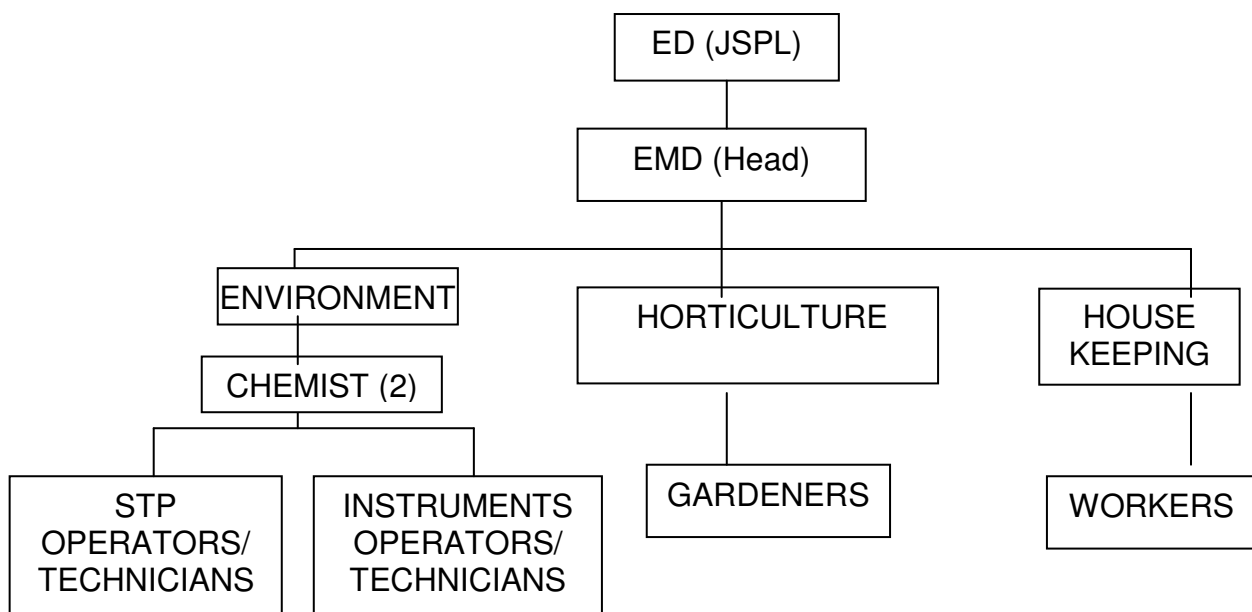 ED (JSPL)
EMD (Head)
ENVIRONMENT
HORTICULTURE
HOUSE
KEEPING
CHEMIST (2)
STP
OPERATORS/
TECHNICIANS
INSTRUMENTS
OPERATORS/
TECHNICIANS
GARDENERS
WORKERS